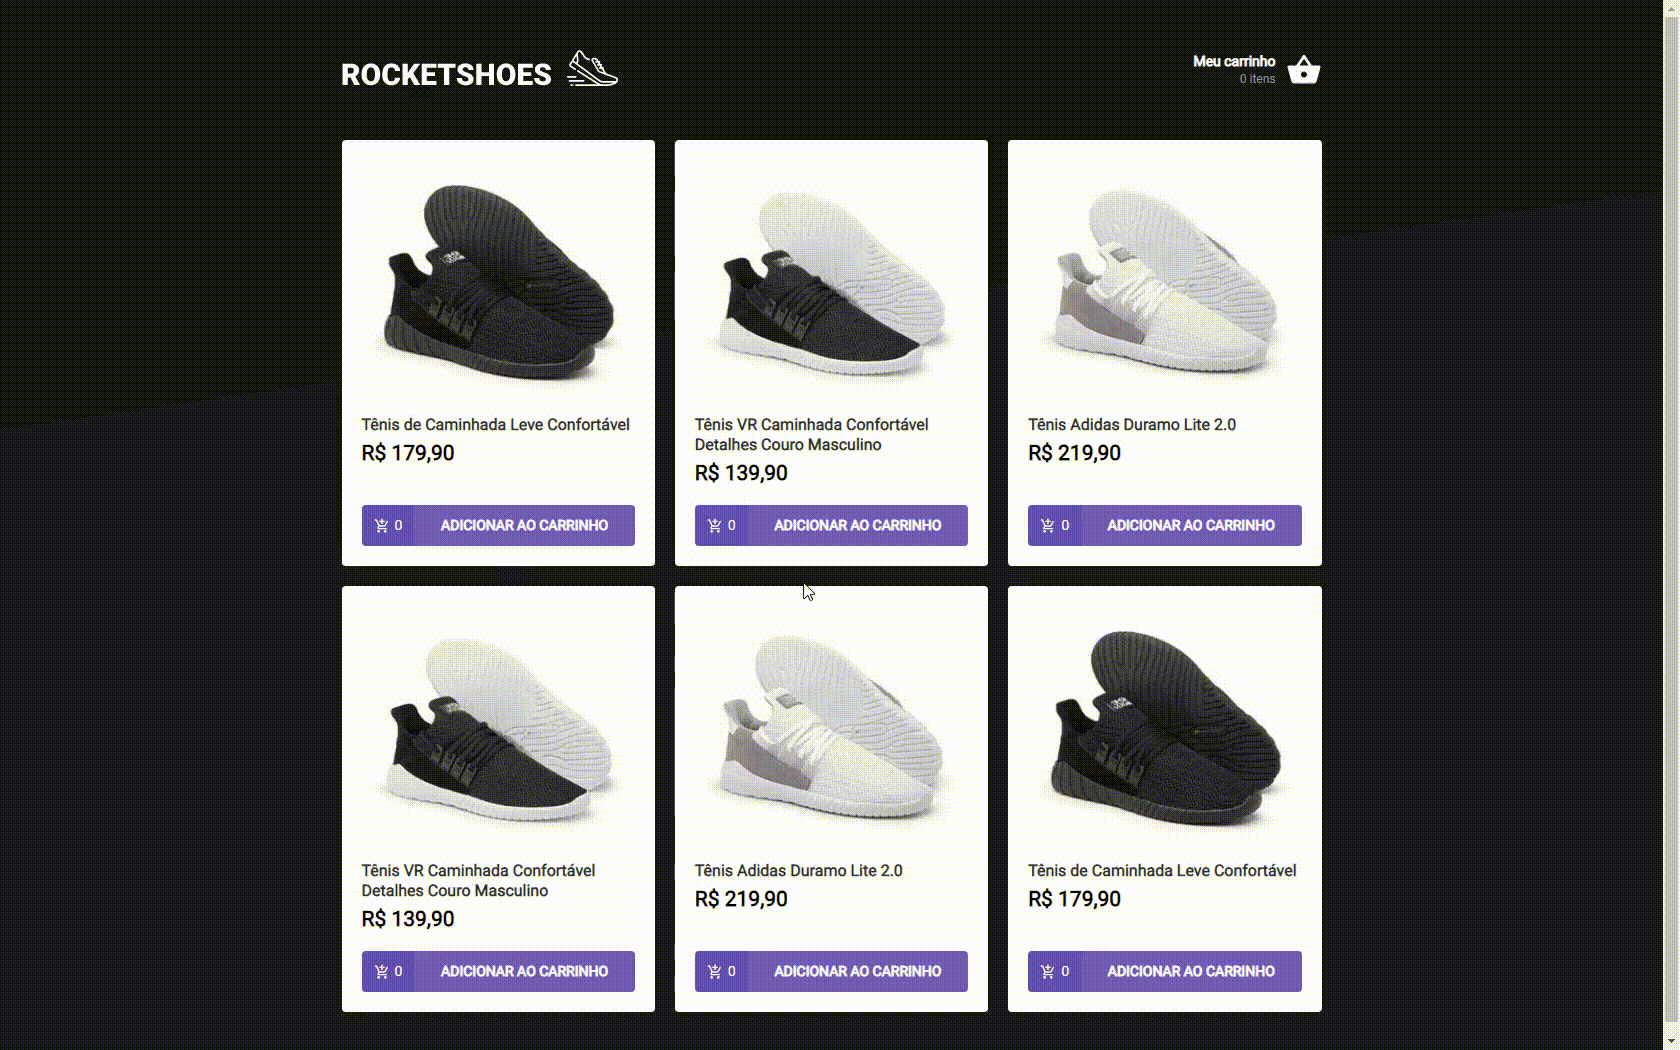 ROCKETSHOES
Meu carrinho
0 itens
Tênis de Caminhada Leve Confortável
R$ 179,90
0 ADICIONAR AO CARRINHO
Tênis VR Caminhada Confortável
Detalhes Couro Masculino
R$ 139,90
0 ADICIONAR AO CARRINHO
Tênis Adidas Duramo Lite 2.0
R$ 219,90
0 ADICIONAR AO CARRINHO
Tênis VR Caminhada Confortável
Detalhes Couro Masculino
R$ 139,90
0 ADICIONAR AO CARRINHO
Tênis Adidas Duramo Lite 2.0
R$ 219,90
0 ADICIONAR AO CARRINHO
Tênis de Caminhada Leve Confortável
R$ 179,90
0 ADICIONAR AO CARRINHO